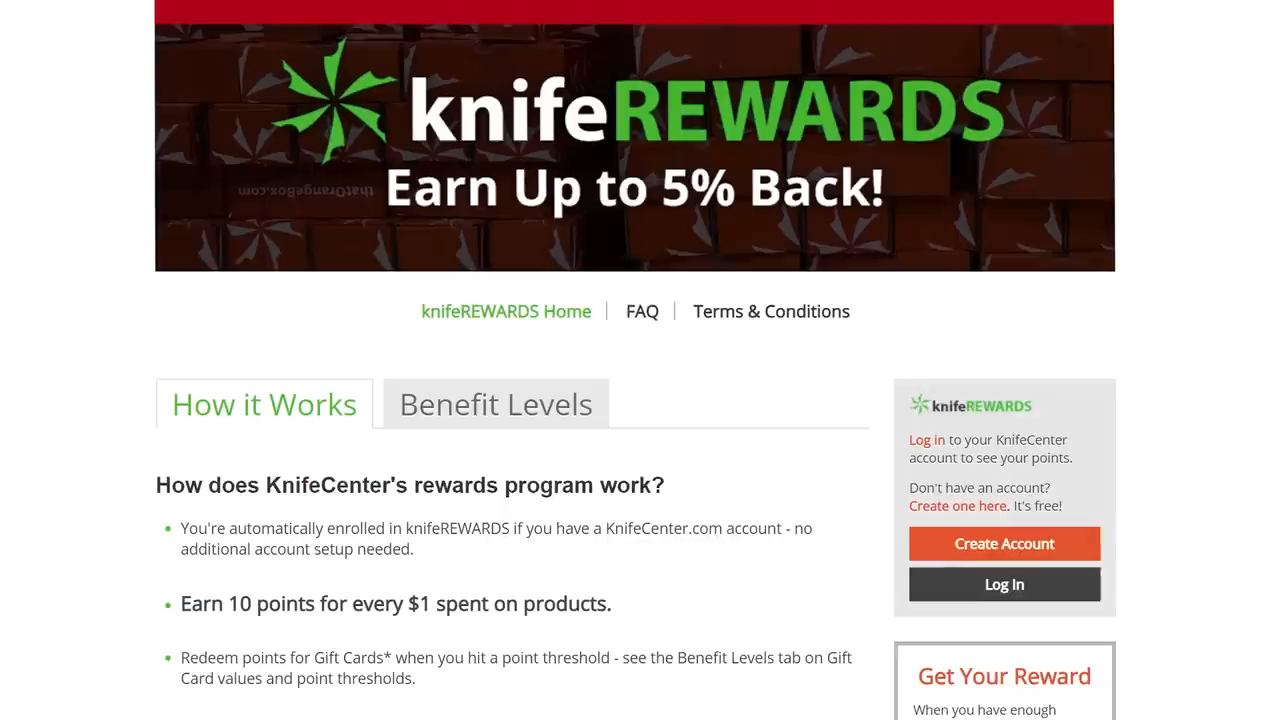 knifeREWARDS
Earn Up to 5% Back!
thatOrangeBox.com
knifeREWARDS Home
FAQ
Terms & Conditions
How it Works
Benefit Levels
How does KnifeCenter's rewards program work?
You're automatically enrolled in knifeREWARDS if you have a KnifeCenter.com account - no
additional account setup needed.
Earn 10 points for every $1 spent on products.
Redeem points for Gift Cards* when you hit a point threshold - see the Benefit Levels tab on Gift
Card values and point thresholds.
knifeREWARDS
Log in to your KnifeCenter
account to see your points.
Don't have an account?
Create one here. It's free!
Create Account
Log In
Get Your Reward
When you have enough